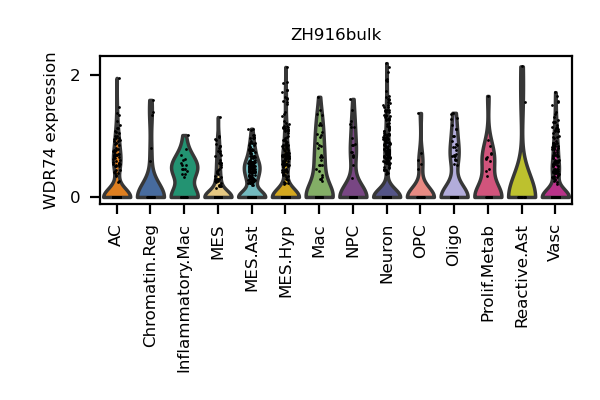 ZH916bulk
WDR74 expression
2
0
AC
Chromatin.Reg
Inflammatory.Mac
MES
MES.Ast
MES.Hyp
Mac
NPC
Neuron
OPC
Oligo
Prolif.Metab
Reactive.Ast
Vasc